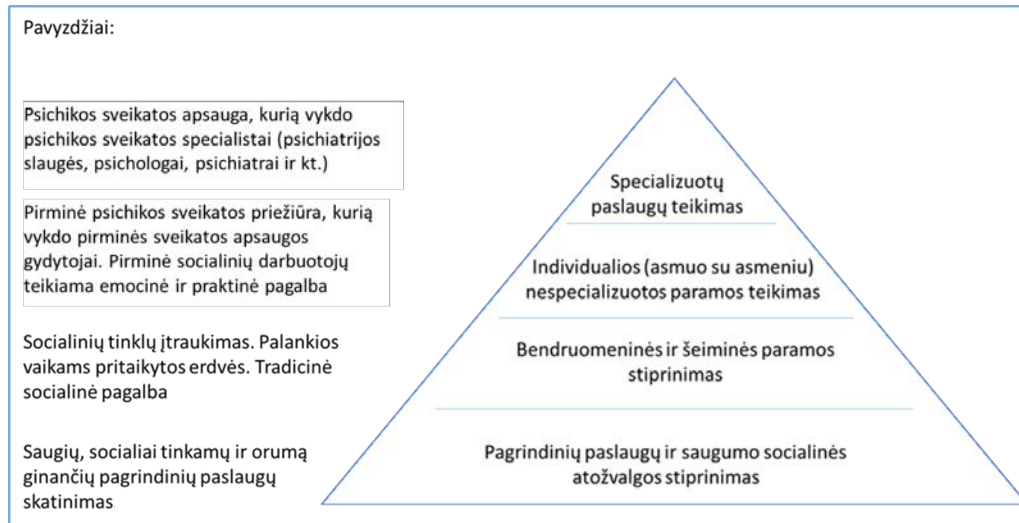 Pavyzdžiai:
Psichikos sveikatos apsauga, kurią vykdo
psichikos sveikatos specialistai (psichiatrijos
slaugės, psichologai, psichiatrai ir kt.)
Specializuotų
paslaugų teikimas
Pirminė psichikos sveikatos priežiūra, kurią
vykdo pirminės sveikatos apsaugos
gydytojai. Pirminė socialinių darbuotojų
teikiama emocinė ir praktinė pagalba
Individualios (asmuo su asmeniu)
nespecializuotos paramos teikimas
Socialinių tinklų įtraukimas. Palankios
vaikams pritaikytos erdvės. Tradicinė
socialinė pagalba
Bendruomeninės ir šeiminės paramos
stiprinimas
Saugių, socialiai tinkamų ir orumą
ginančių pagrindinių paslaugų
skatinimas
Pagrindinių paslaugų ir saugumo socialinės
atožvalgos stiprinimas